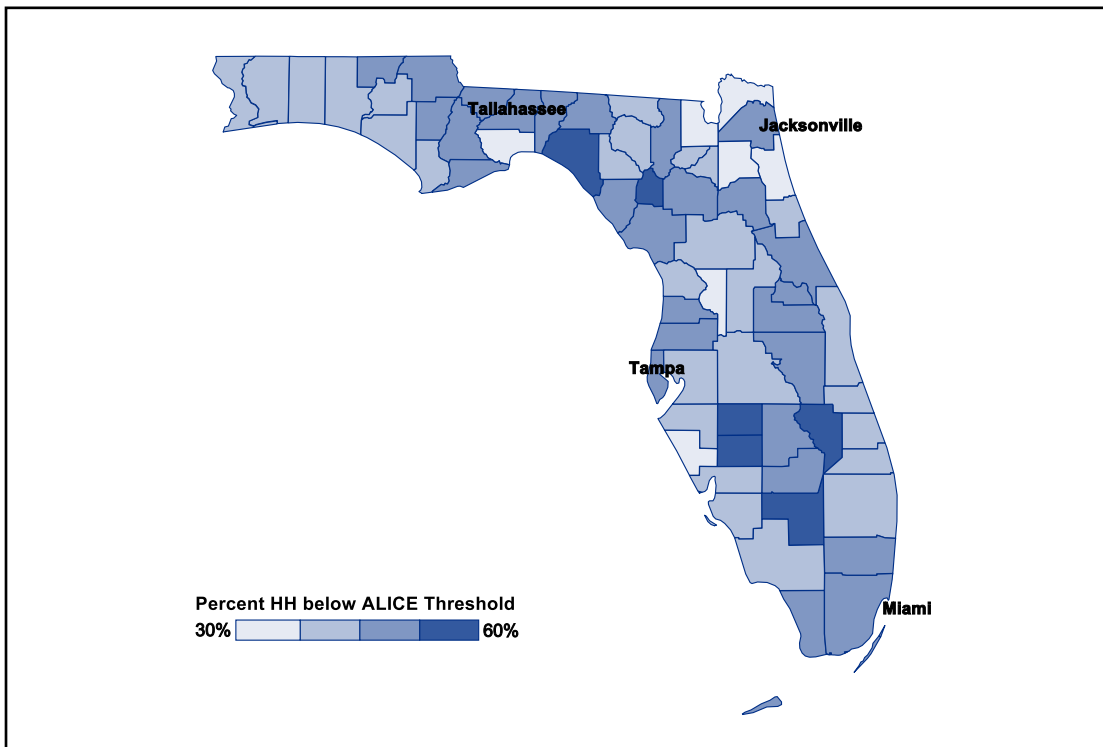 Tallahassee
Jacksonville
Tampa
Percent HH below ALICE Threshold
30% 60%
Miami